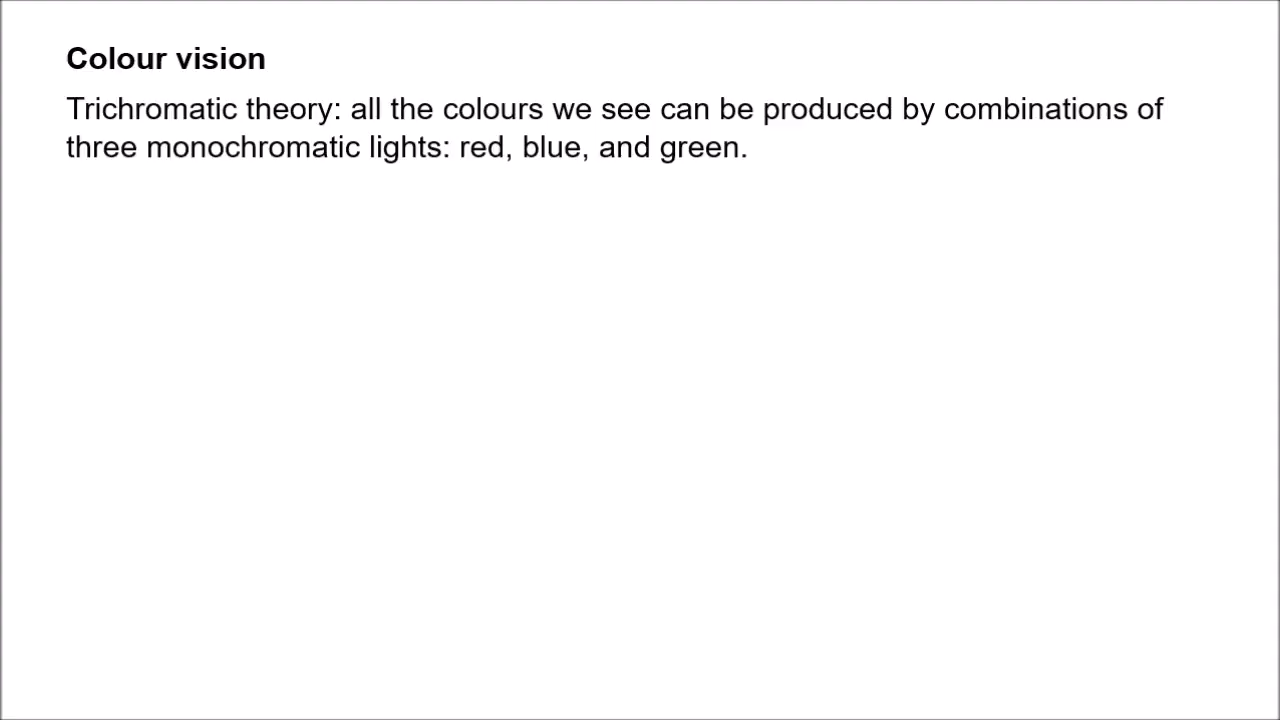 Colour vision
Trichromatic theory: all the colours we see can be produced by combinations of
three monochromatic lights: red, blue, and green.